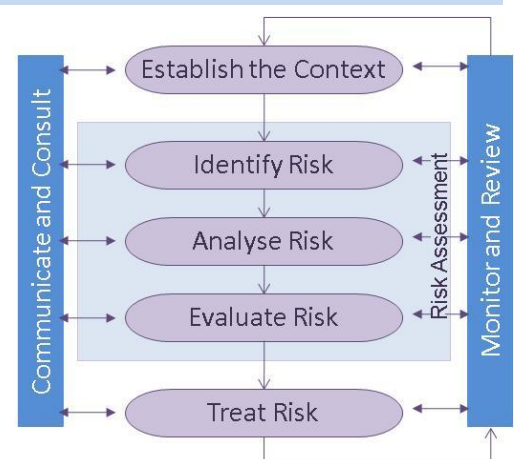 Establish the Context
Communicate and Consult
Identify Risk
Analyse Risk
Evaluate Risk
Risk Assessment
Monitor and Review
Treat Risk